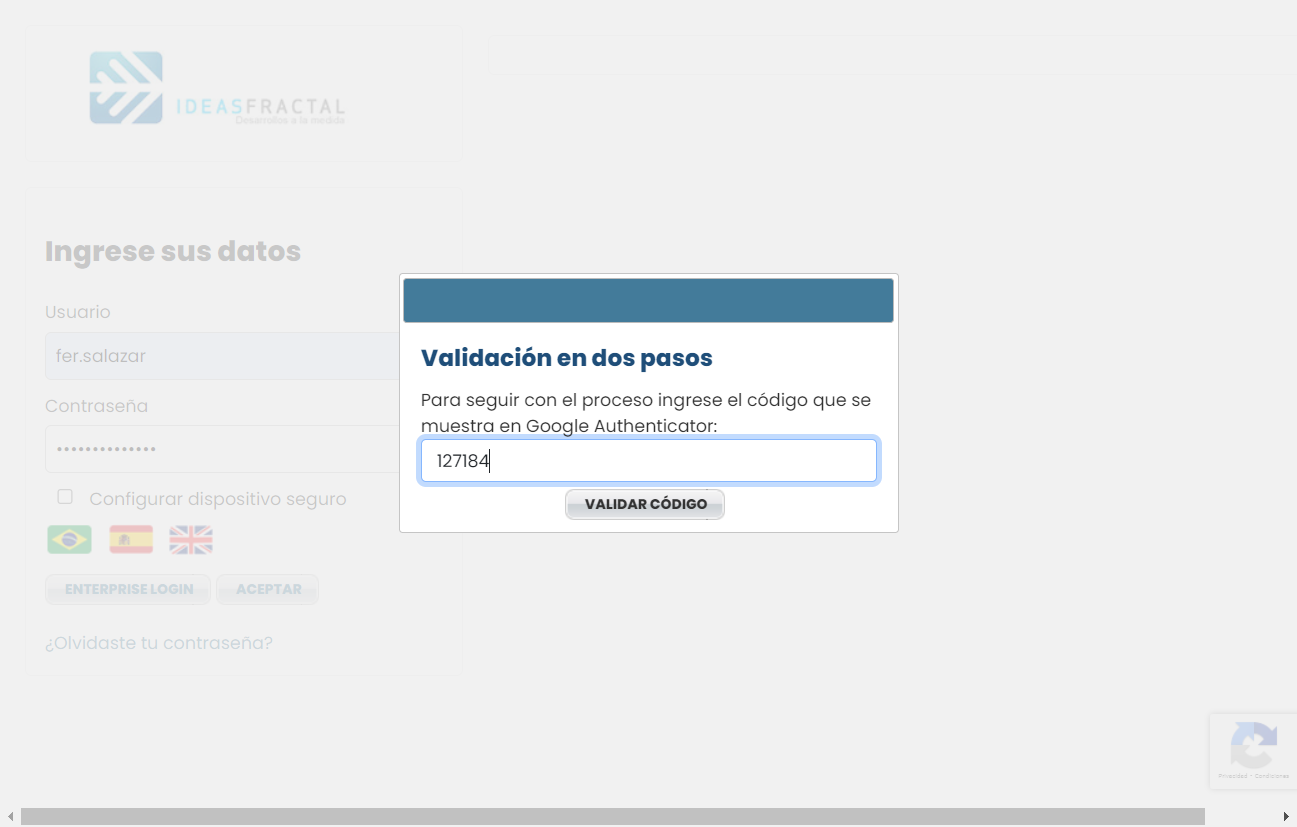 IDEASFRACTAL
Desarrollos a la medida
Ingrese sus datos
Usuario
fer.salazar
Contraseña
••••••••••••••
Configurar dispositivo seguro
ENTERPRISE LOGIN ACEPTAR
¿Olvidaste tu contraseña?
Validación en dos pasos
Para seguir con el proceso ingrese el código que se
muestra en Google Authenticator:
127184
VALIDAR CÓDIGO
Privacidad - Condiciones